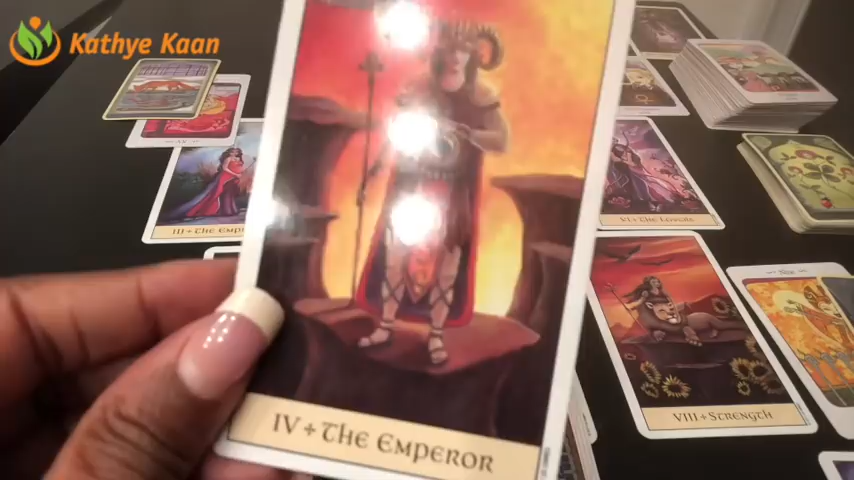 Kathye Kaan
III + The Emp
VI + The Lovers
VIII + Strength
IV + The Emperor